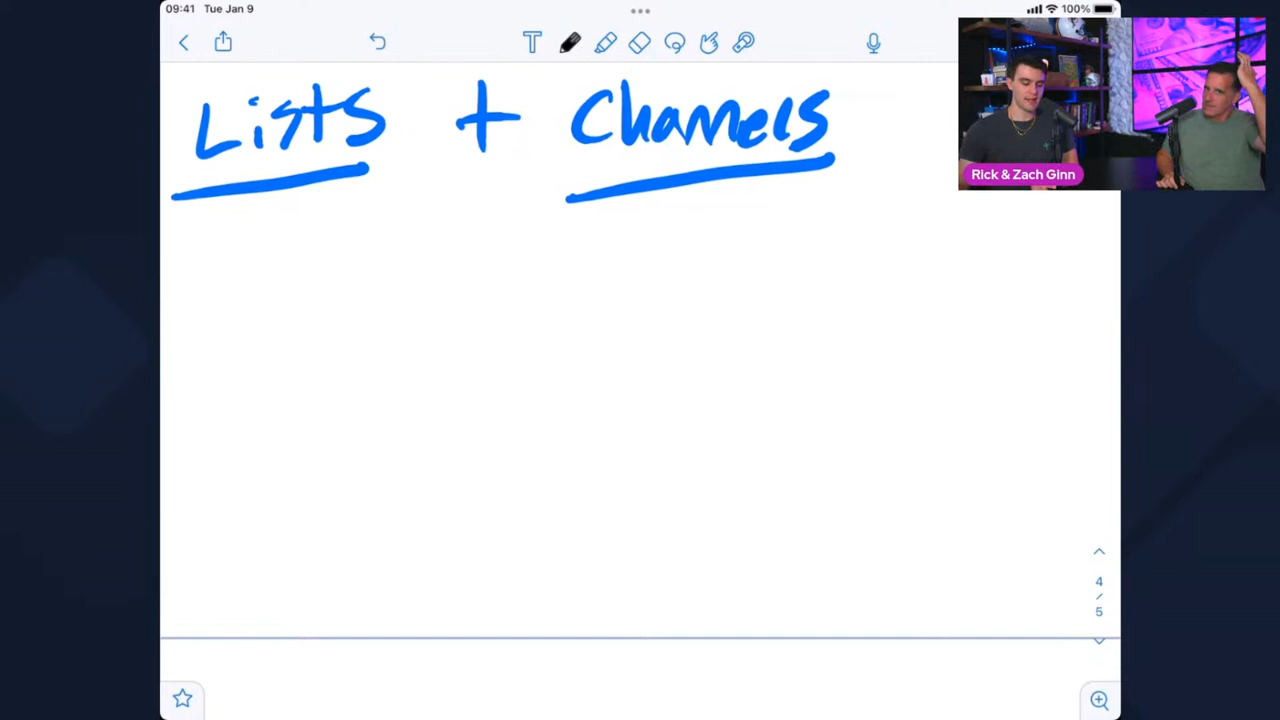 09:41 Tue Jan 9
100%
Lists + Channels
Rick & Zach Ginn
T
4
/
5